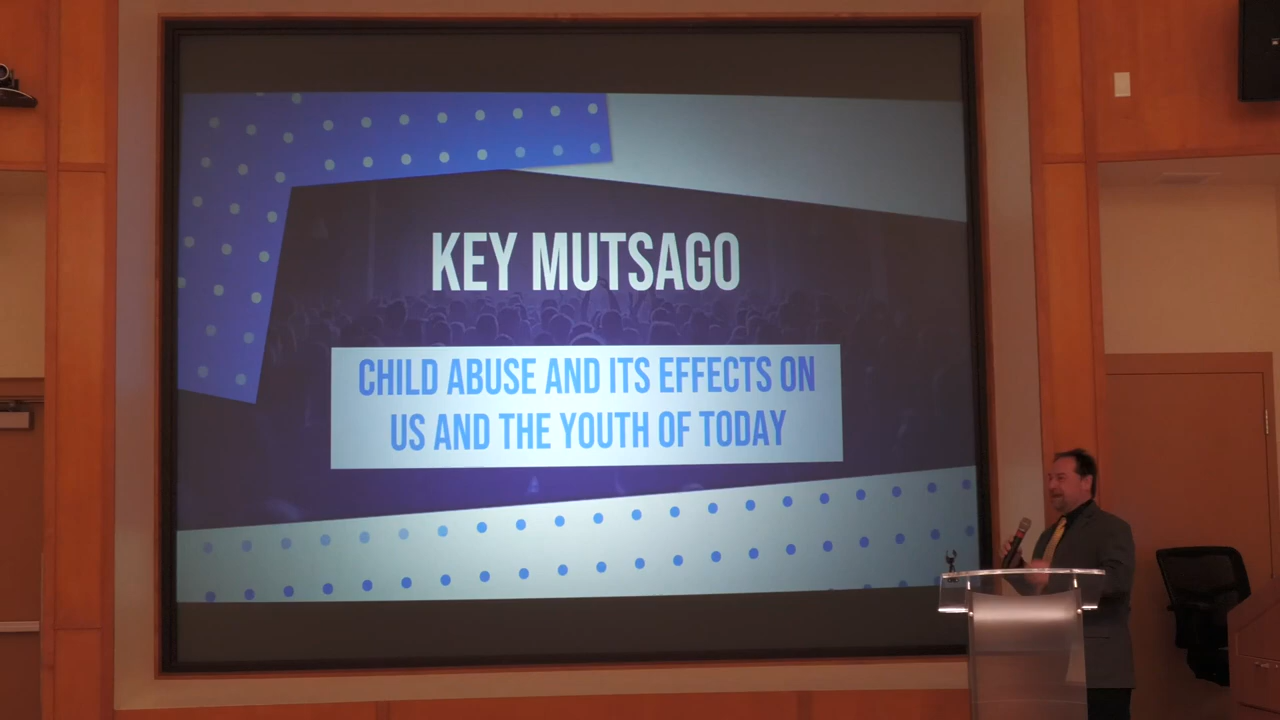 KEY MUTSAGO
CHILD ABUSE AND ITS EFFECTS ON
US AND THE YOUTH OF TODAY